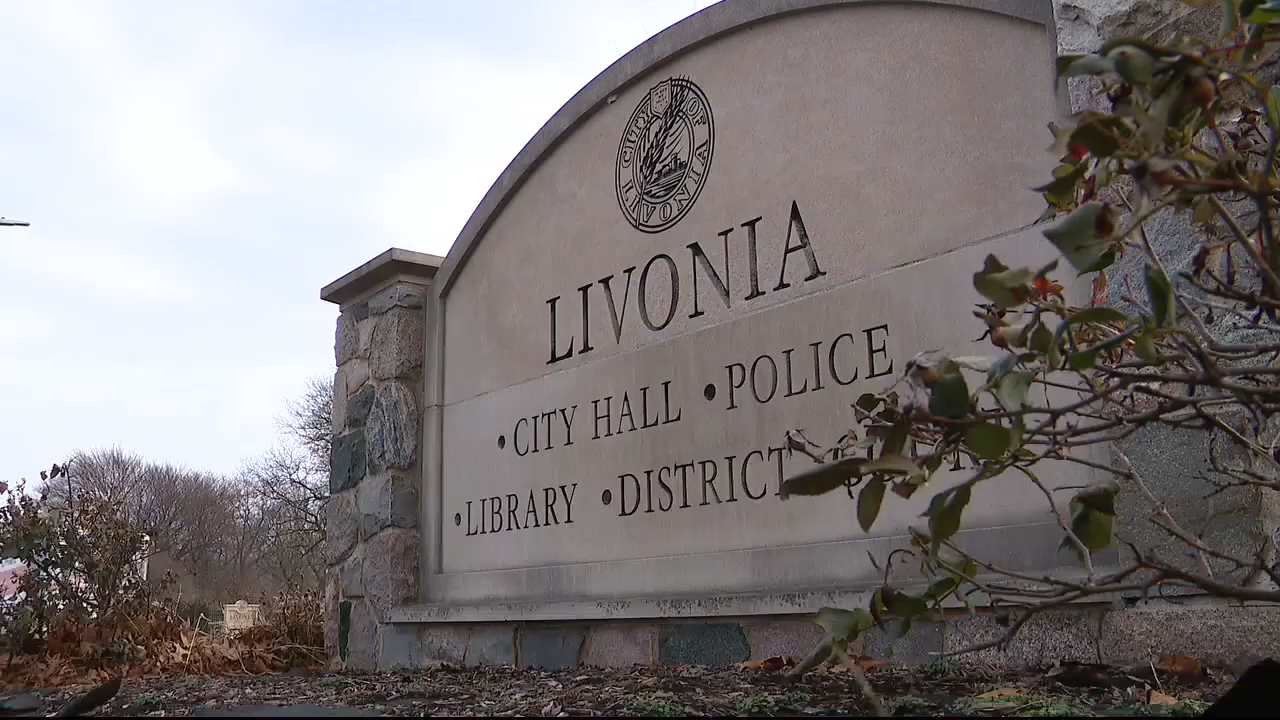 CITY OF
LIVONIA
LIVONIA
•CITY HALL •POLICE
•LIBRARY •DISTRICT